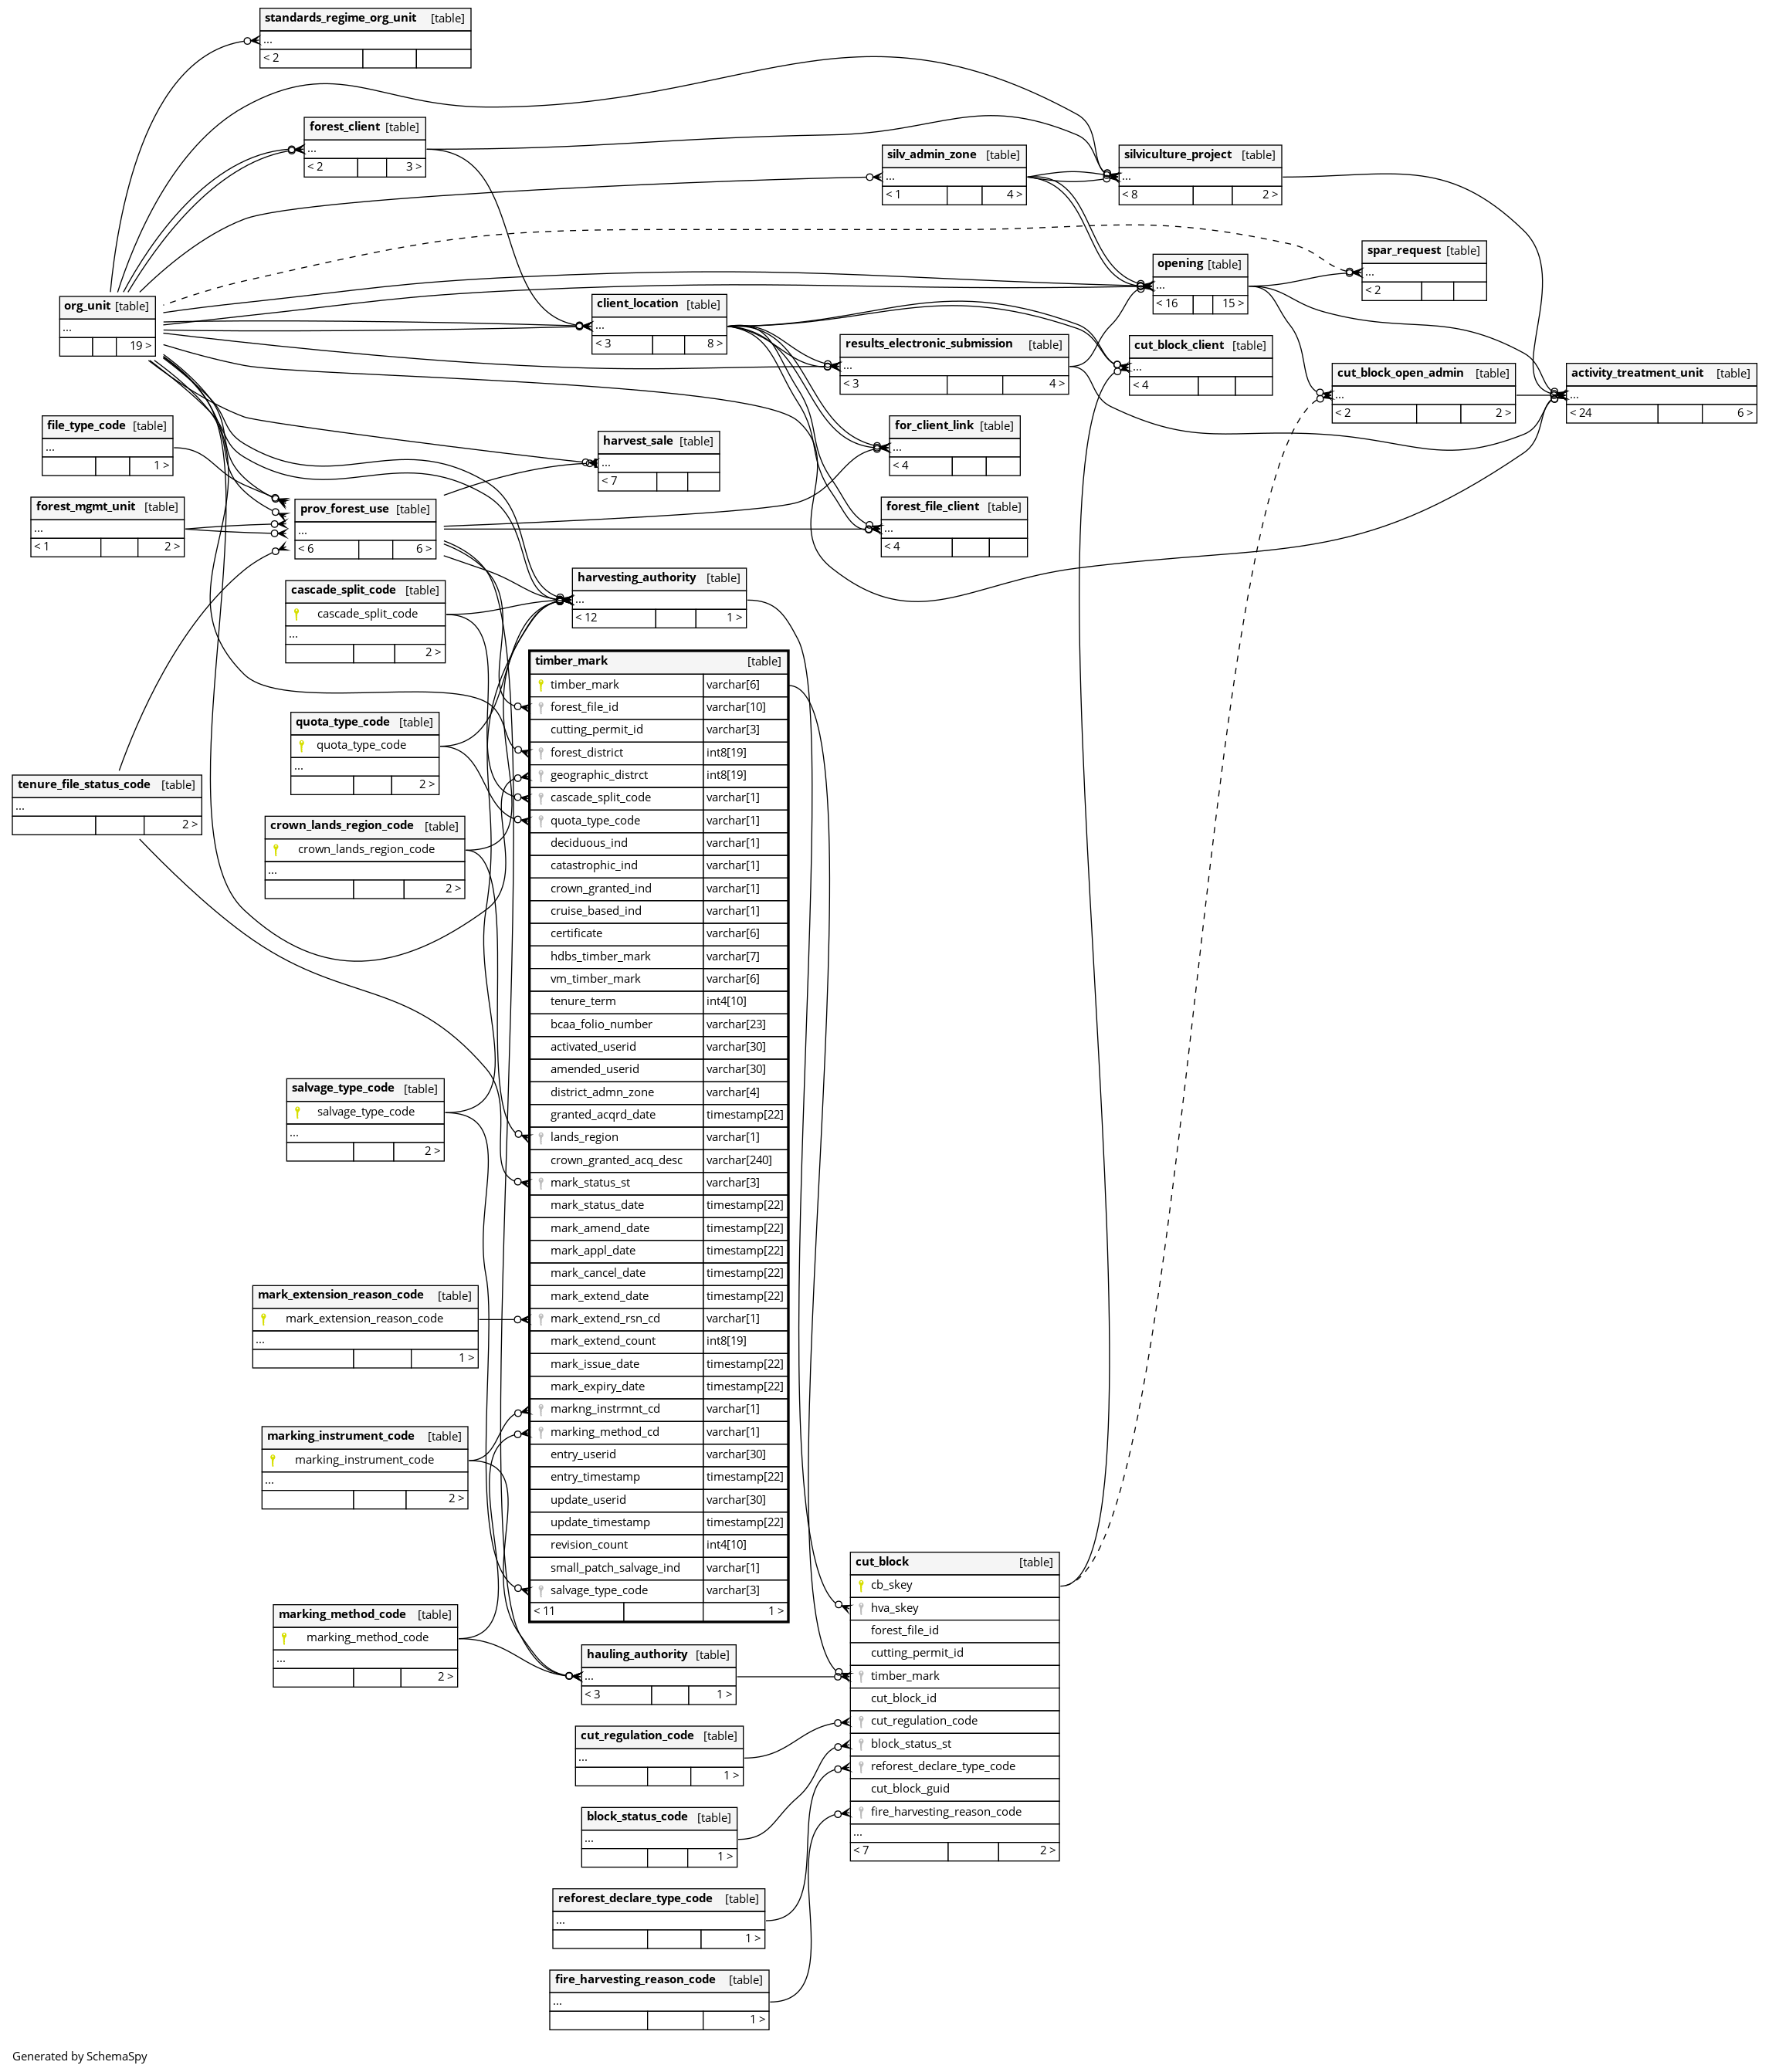 standards_regime_org_unit [table]
...
< 2
forest_client [table]
...
< 2 3 >
silv_admin_zone [table]
...
< 1 4 >
silviculture_project [table]
...
< 8 2 >
spar_request [table]
...
< 2
opening [table]
...
< 16 15 >
org_unit [table]
...
19 >
client_location [table]
...
< 3 8 >
results_electronic_submission [table]
...
< 3 4 >
cut_block_client [table]
...
< 4
cut_block_open_admin [table]
...
< 2 2 >
activity_treatment_unit [table]
...
< 24 6 >
file_type_code [table]
...
1 >
harvest_sale [table]
...
< 7
for_client_link [table]
...
< 4
forest_mgmt_unit [table]
...
< 1 2 >
prov_forest_use [table]
...
< 6 6 >
forest_file_client [table]
...
< 4
harvesting_authority [table]
...
< 12 1 >
cascade_split_code [table]
cascade_split_code
...
2 >
quota_type_code [table]
quota_type_code
...
2 >
tenure_file_status_code [table]
...
2 >
crown_lands_region_code [table]
crown_lands_region_code
...
2 >
salvage_type_code [table]
salvage_type_code
...
2 >
mark_extension_reason_code [table]
mark_extension_reason_code
...
1 >
marking_instrument_code [table]
marking_instrument_code
...
2 >
marking_method_code [table]
marking_method_code
...
2 >
timber_mark [table]
timber_mark varchar[6]
forest_file_id varchar[10]
cutting_permit_id varchar[3]
forest_district int8[19]
geographic_distrct int8[19]
cascade_split_code varchar[1]
quota_type_code varchar[1]
deciduous_ind varchar[1]
catastrophic_ind varchar[1]
crown_granted_ind varchar[1]
cruise_based_ind varchar[1]
certificate varchar[6]
hdbs_timber_mark varchar[7]
vm_timber_mark varchar[6]
tenure_term int4[10]
bcaa_folio_number varchar[23]
activated_userid varchar[30]
amended_userid varchar[30]
district_admn_zone varchar[4]
granted_acqrd_date timestamp[22]
lands_region varchar[1]
crown_granted_acq_desc varchar[240]
mark_status_st varchar[3]
mark_status_date timestamp[22]
mark_amend_date timestamp[22]
mark_appl_date timestamp[22]
mark_cancel_date timestamp[22]
mark_extend_date timestamp[22]
mark_extend_rsn_cd varchar[1]
mark_extend_count int8[19]
mark_issue_date timestamp[22]
mark_expiry_date timestamp[22]
markng_instrmnt_cd varchar[1]
marking_method_cd varchar[1]
entry_userid varchar[30]
entry_timestamp timestamp[22]
update_userid varchar[30]
update_timestamp timestamp[22]
revision_count int4[10]
small_patch_salvage_ind varchar[1]
salvage_type_code varchar[3]
< 11 1 >
cut_block [table]
cb_skey
hva_skey
forest_file_id
cutting_permit_id
timber_mark
cut_block_id
cut_regulation_code
block_status_st
reforest_declare_type_code
cut_block_guid
fire_harvesting_reason_code
...
< 7 2 >
hauling_authority [table]
...
< 3 1 >
cut_regulation_code [table]
...
1 >
block_status_code [table]
...
1 >
reforest_declare_type_code [table]
...
1 >
fire_harvesting_reason_code [table]
...
1 >
Generated by SchemaSpy